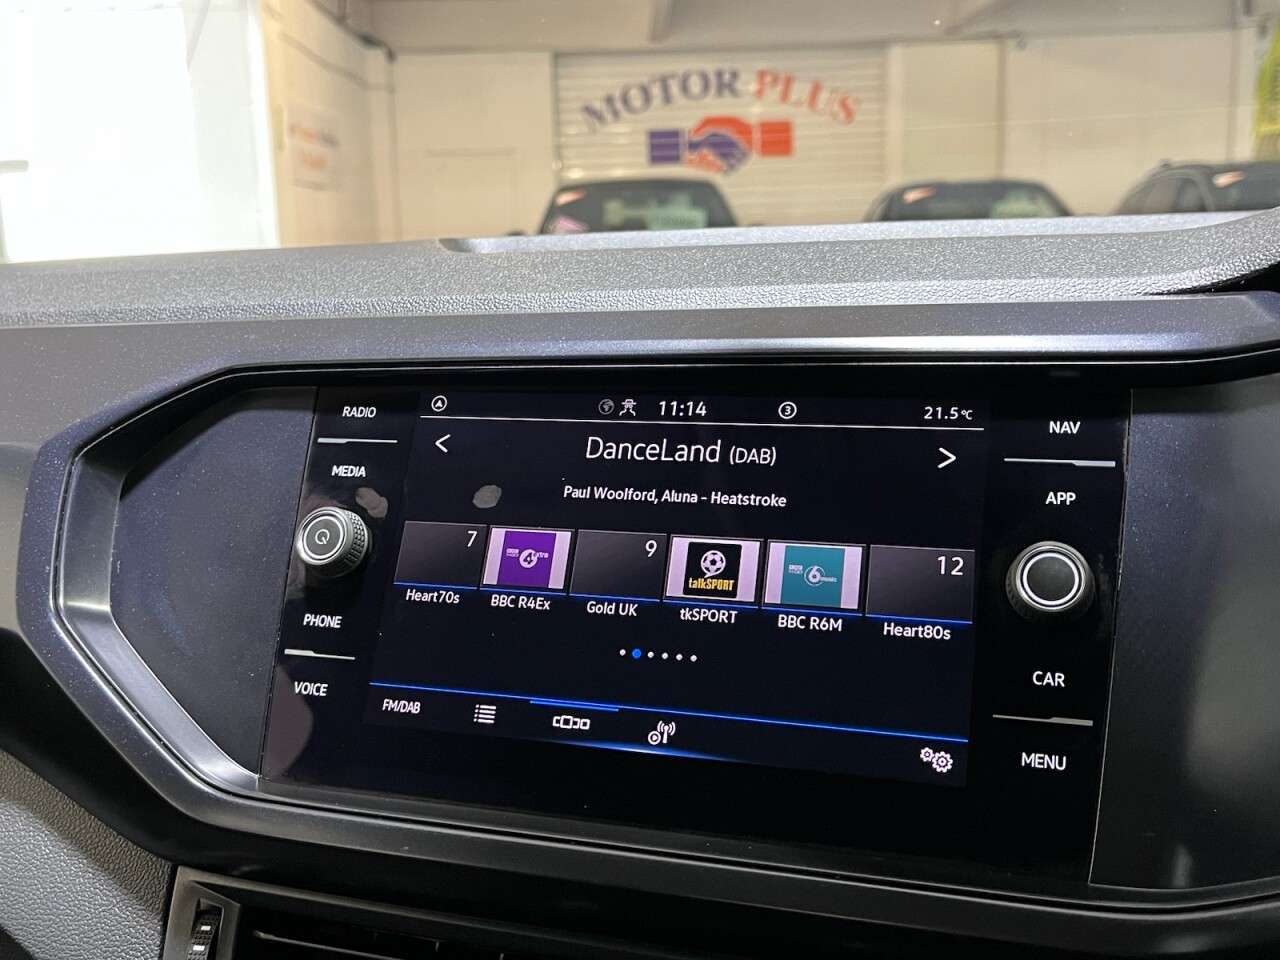 MOTOR PLUS
RADIO
MEDIA
PHONE
VOICE
3
11:14
21.5°C
< DanceLand (DAB) >
Paul Woolford, Aluna - Heatstroke
7
9
talkSPORT
12
Heart70s
BBC R4Ex
Gold UK
tkSPORT
BBC R6M
Heart80s
FM/DAB
NAV
APP
CAR
MENU